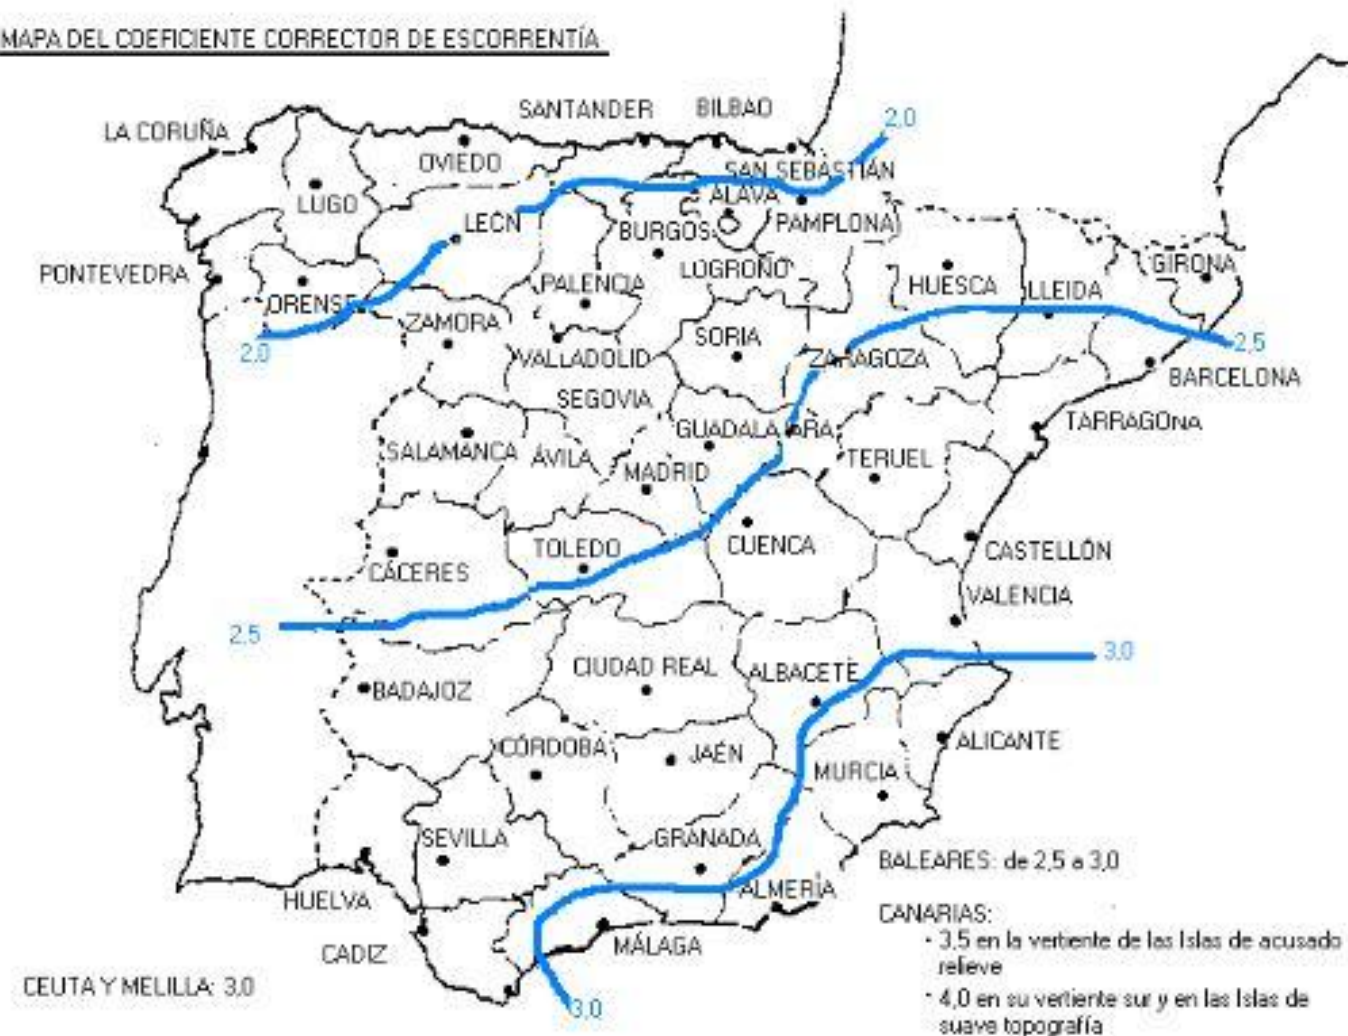 MAPA DEL COEFICIENTE CORRECTOR DE ESCORRENTÍA
SANTANDER
BILBAO
2,0
LA CORUÑA
OVIEDO
SAN SEBASTIÁN
LUGO
ÁLAVA
LEÓN
BURGOS
PAMPLONA
PONTEVEDRA
LOGROÑO
GIRONA
ORENSE
PALENCIA
HUESCA
LLEIDA
ZAMORA
2,0
VALLADOLID
SORIA
ZARAGOZA
2,5
BARCELONA
SEGOVIA
SALAMANCA
ÁVILA
GUADALAJARA
TARRAGONA
MADRID
TERUEL
TOLEDO
CUENCA
CASTELLÓN
CÁCERES
VALENCIA
2,5
CIUDAD REAL
ALBACETE
3,0
BADAJOZ
CÓRDOBA
JAÉN
ALICANTE
MURCIA
SEVILLA
GRANADA
BALEARES: de 2,5 a 3,0
HUELVA
ALMERÍA
CANARIAS:
CADIZ
MÁLAGA
- 3,5 en la vertiente de las Islas de acusado
relieve
CEUTA Y MELILLA: 3,0
3,0
- 4,0 en su vertiente sur y en las Islas de
suave topografía